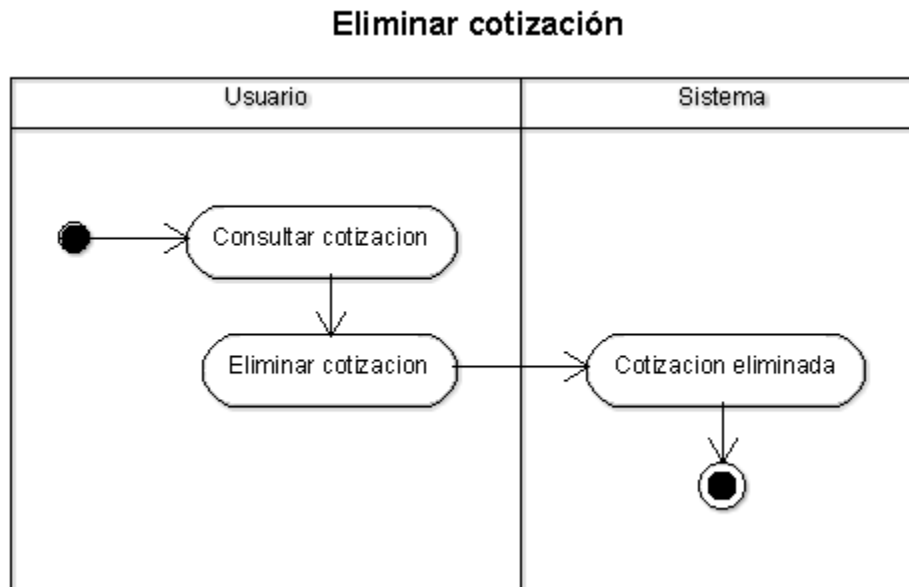 Eliminar cotización
Usuario
Sistema
Consultar cotizacion
Eliminar cotizacion
Cotizacion eliminada